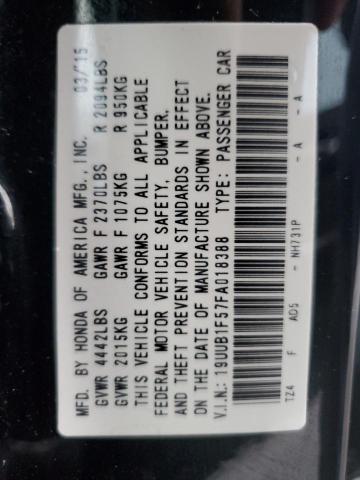 MFD. BY HONDA OF AMERICA MFG., INC. 03/15
GVWR 4442LBS GAWR F 2370LBS R 2094LBS
GVWR 2015KG GAWR F 1075KG R 950KG
THIS VEHICLE CONFORMS TO ALL APPLICABLE
FEDERAL MOTOR VEHICLE SAFETY, BUMPER,
AND THEFT PREVENTION STANDARDS IN EFFECT
ON THE DATE OF MANUFACTURE SHOWN ABOVE.
V.I.N.: 19UUB1F57FA018388 TYPE: PASSENGER CAR
TZ4 F AD5 - NH731P - A - A